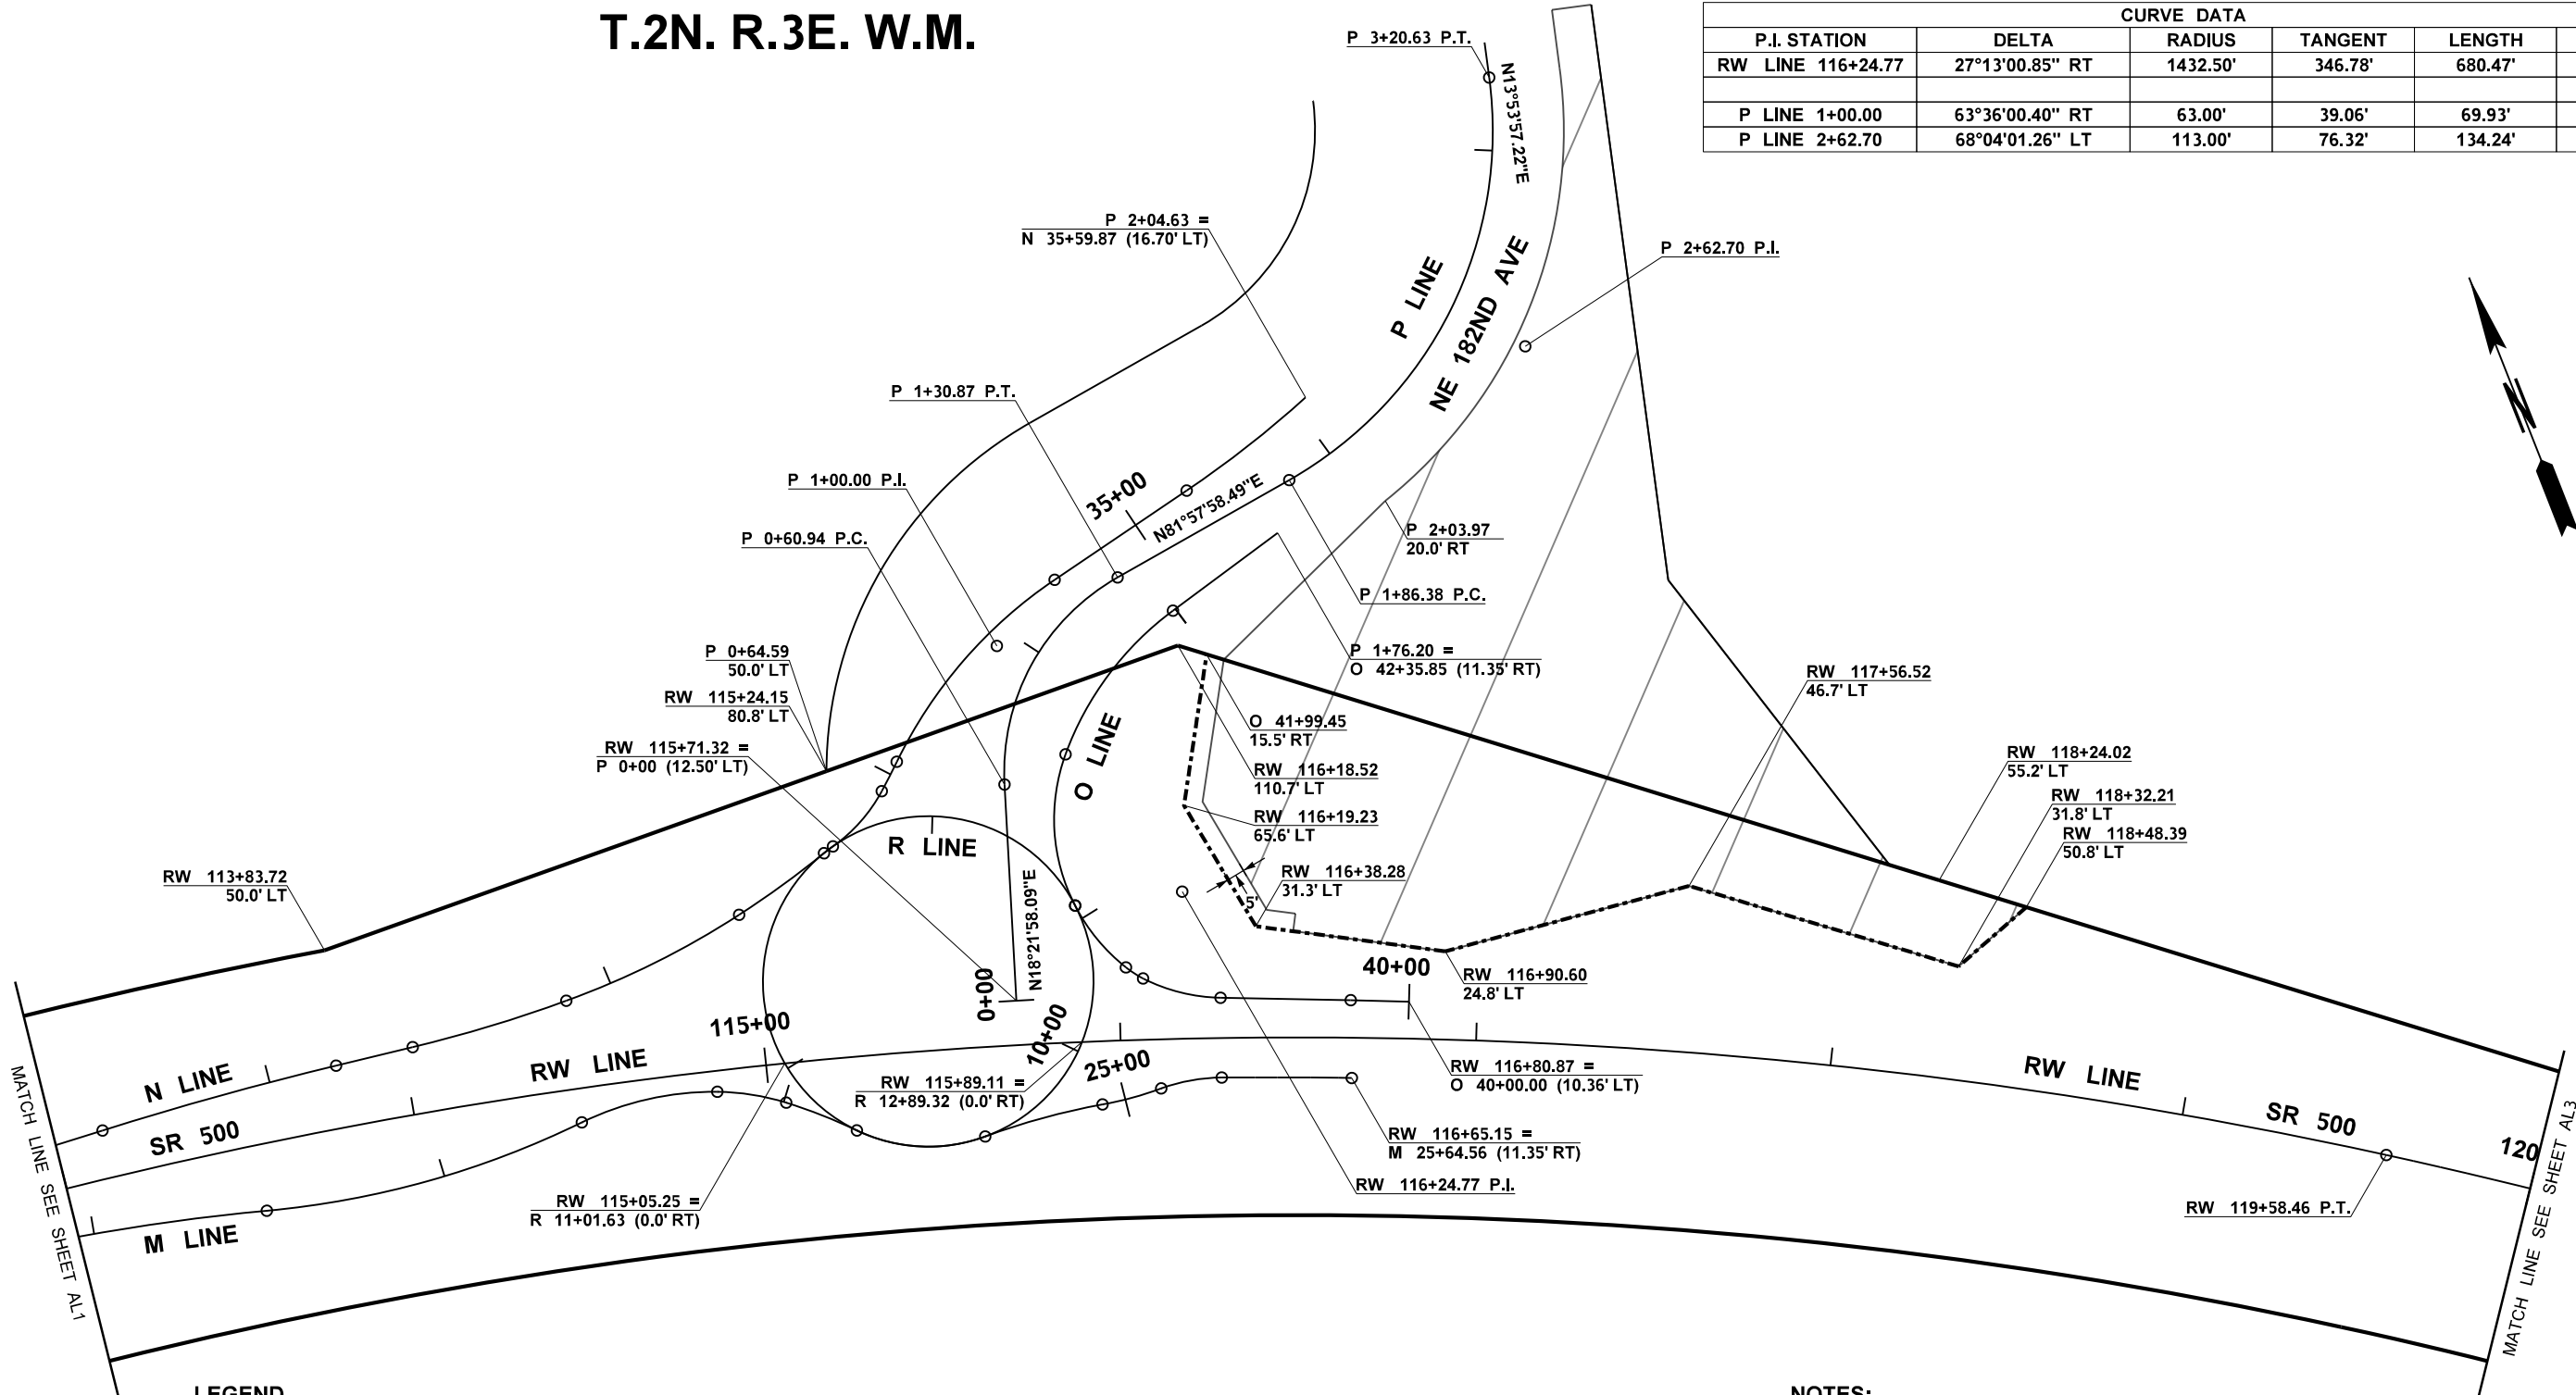 T.2N. R.3E. W.M.
CURVE DATA
P.I. STATION DELTA RADIUS TANGENT LENGTH
RW LINE 116+24.77 27°13'00.85" RT 1432.50' 346.78' 680.47'
P LINE 1+00.00 63°36'00.40" RT 63.00' 39.06' 69.93'
P LINE 2+62.70 68°04'01.26" LT 113.00' 76.32' 134.24'
P 3+20.63 P.T.
N13°53'57.22"E
P 2+04.63 =
N 35+59.87 (16.70' LT)
P 2+62.70 P.I.
P LINE
NE 182ND AVE
P 1+30.87 P.T.
P 1+00.00 P.I.
35+00
N81°57'58.49"E
P 0+60.94 P.C.
P 2+03.97
20.0' RT
P 1+86.38 P.C.
P 0+64.59
50.0' LT
P 1+76.20 =
O 42+35.85 (11.35' RT)
RW 117+56.52
46.7' LT
RW 115+24.15
80.8' LT
O LINE
O 41+99.45
15.5' RT
RW 115+71.32 =
P 0+00 (12.50' LT)
RW 116+18.52
110.7' LT
RW 118+24.02
55.2' LT
RW 118+32.21
31.8' LT
RW 116+19.23
65.6' LT
RW 118+48.39
50.8' LT
R LINE
RW 113+83.72
50.0' LT
RW 116+38.28
31.3' LT
5'
N18°21'58.09"E
0+00
40+00
RW 116+90.60
24.8' LT
115+00
10+00
N LINE
RW LINE
25+00
RW 115+89.11 =
R 12+89.32 (0.0' RT)
RW 116+80.87 =
O 40+00.00 (10.36' LT)
RW LINE
SR 500
SR 500
120
RW 116+65.15 =
M 25+64.56 (11.35' RT)
RW 116+24.77 P.I.
RW 115+05.25 =
R 11+01.63 (0.0' RT)
RW 119+58.46 P.T.
M LINE
MATCH LINE SEE SHEET AL1
MATCH LINE SEE SHEET AL3
N
LEGEND
NOTES: